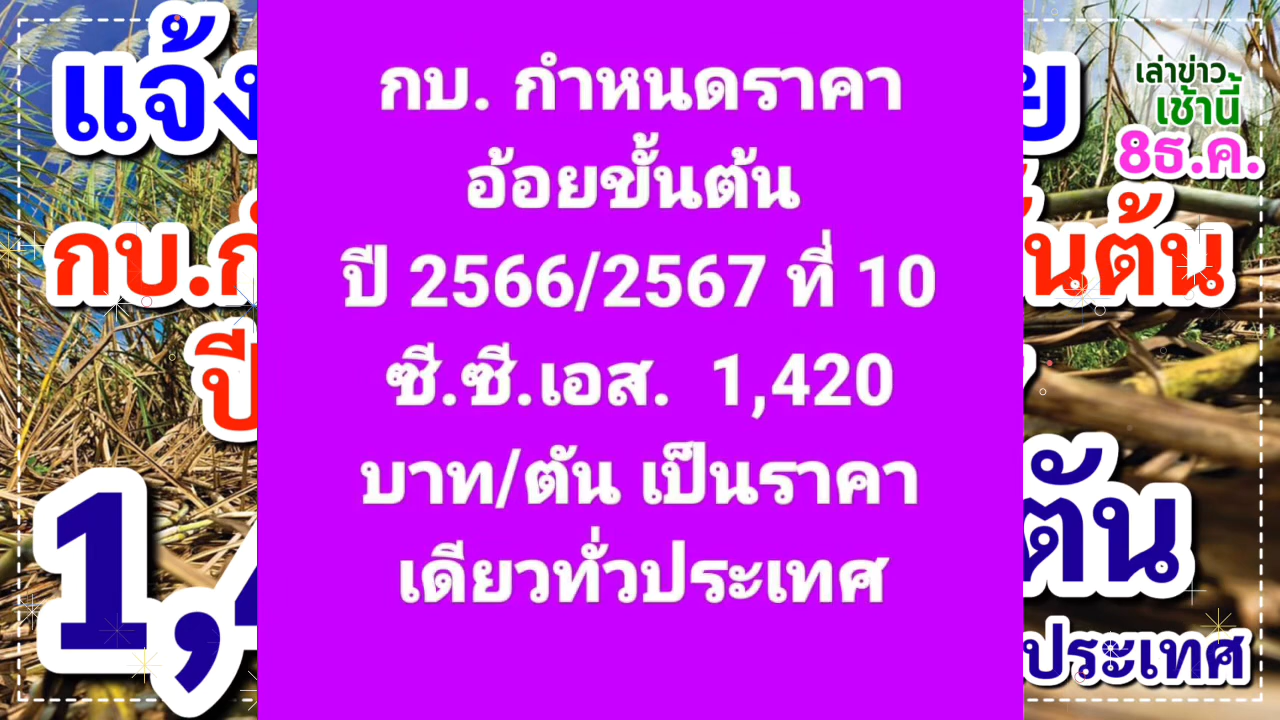 กบ. กำหนดราคา
อ้อยขั้นต้น
ปี 2566/2567 ที่ 10
ซี.ซี.เอส. 1,420
บาท/ตัน เป็นราคา
เดียวทั่วประเทศ
เล่าข่าว
เช้านี้
8ธ.ค.
แจ้ง
กบ.ก
ั้นต้น
ปี
1,4
ตัน
ประเทศ